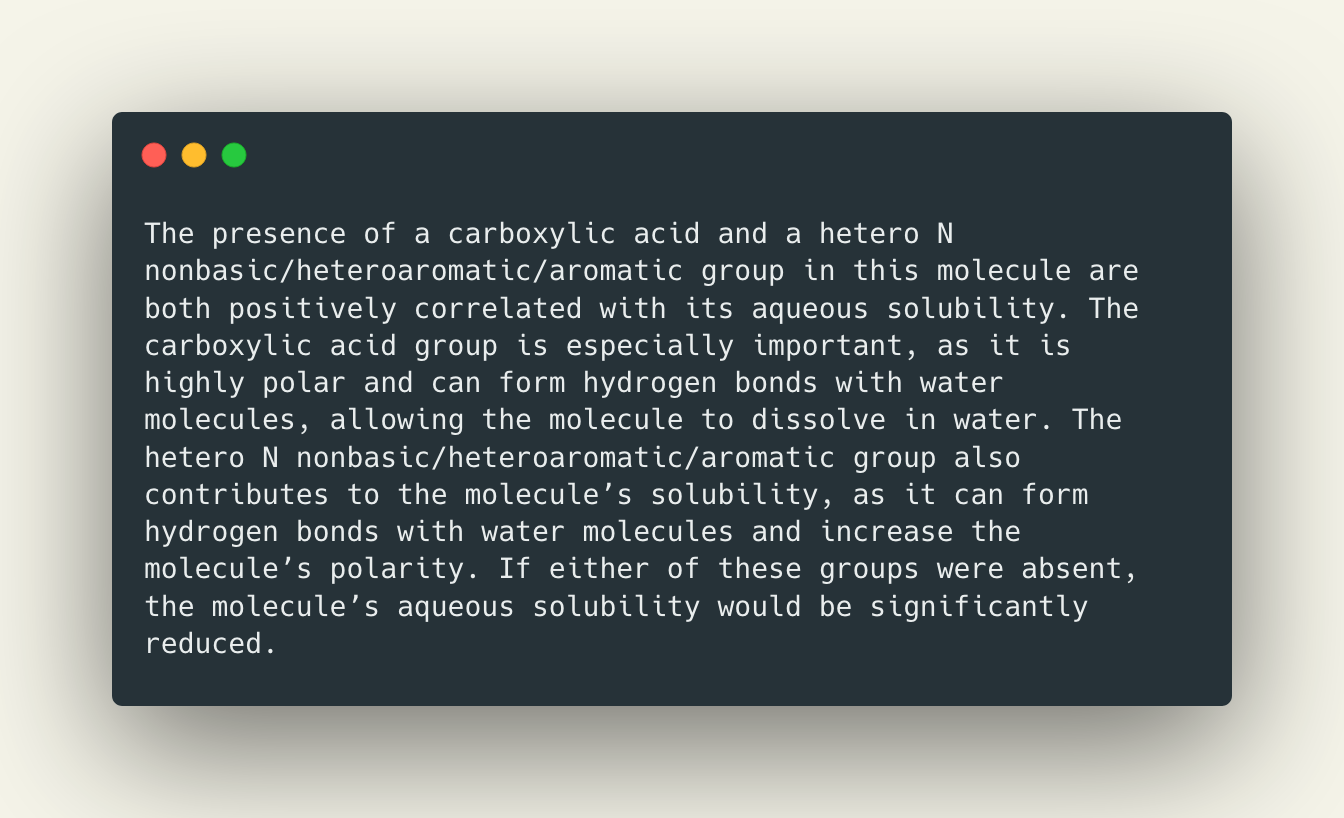 The presence of a carboxylic acid and a hetero N
nonbasic/heteroaromatic/aromatic group in this molecule are
both positively correlated with its aqueous solubility. The
carboxylic acid group is especially important, as it is
highly polar and can form hydrogen bonds with water
molecules, allowing the molecule to dissolve in water. The
hetero N nonbasic/heteroaromatic/aromatic group also
contributes to the molecule’s solubility, as it can form
hydrogen bonds with water molecules and increase the
molecule’s polarity. If either of these groups were absent,
the molecule’s aqueous solubility would be significantly
reduced.